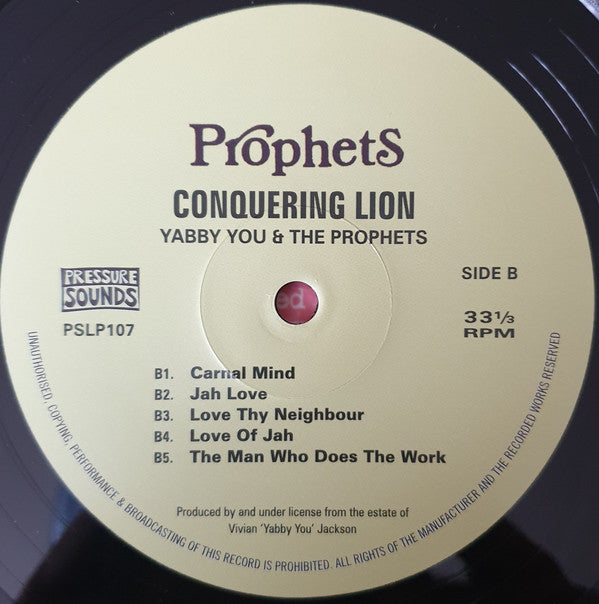 Prophets
CONQUERING LION
YABBY YOU & THE PROPHETS
PRESSURE
SOUNDS
PSLP107
SIDE B
33⅓
RPM
ed
B1. Carnal Mind
B2. Jah Love
B3. Love Thy Neighbour
B4. Love Of Jah
B5. The Man Who Does The Work
Produced by and under license from the estate of
Vivian 'Yabby You' Jackson
UNAUTHORISED, COPYING, PERFORMANCE & BROADCASTING OF THIS RECORD IS PROHIBITED. ALL RIGHTS OF THE MANUFACTURER AND THE RECORDED WORKS RESERVED